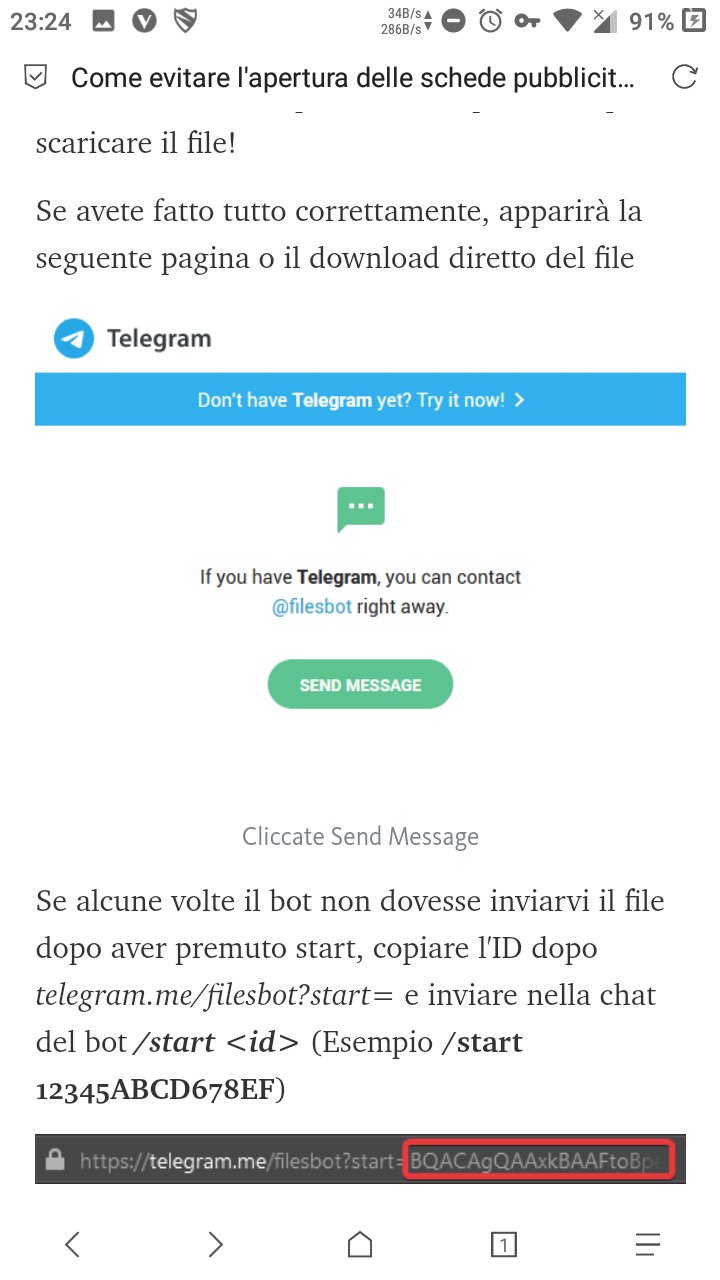 23:24
34B/s
286B/s
91%
Come evitare l'apertura delle schede pubblicit...
scaricare il file!
Se avete fatto tutto correttamente, apparirà la
seguente pagina o il download diretto del file
Telegram
Don't have Telegram yet? Try it now!
If you have Telegram, you can contact
@filesbot right away.
SEND MESSAGE
Cliccate Send Message
Se alcune volte il bot non dovesse inviarvi il file
dopo aver premuto start, copiare l'ID dopo
telegram.me/filesbot?start= e inviare nella chat
del bot /start <id> (Esempio /start
12345ABCD678EF)
https://telegram.me/filesbot?start=BQACAgQAAxkBAAFtoBp
1